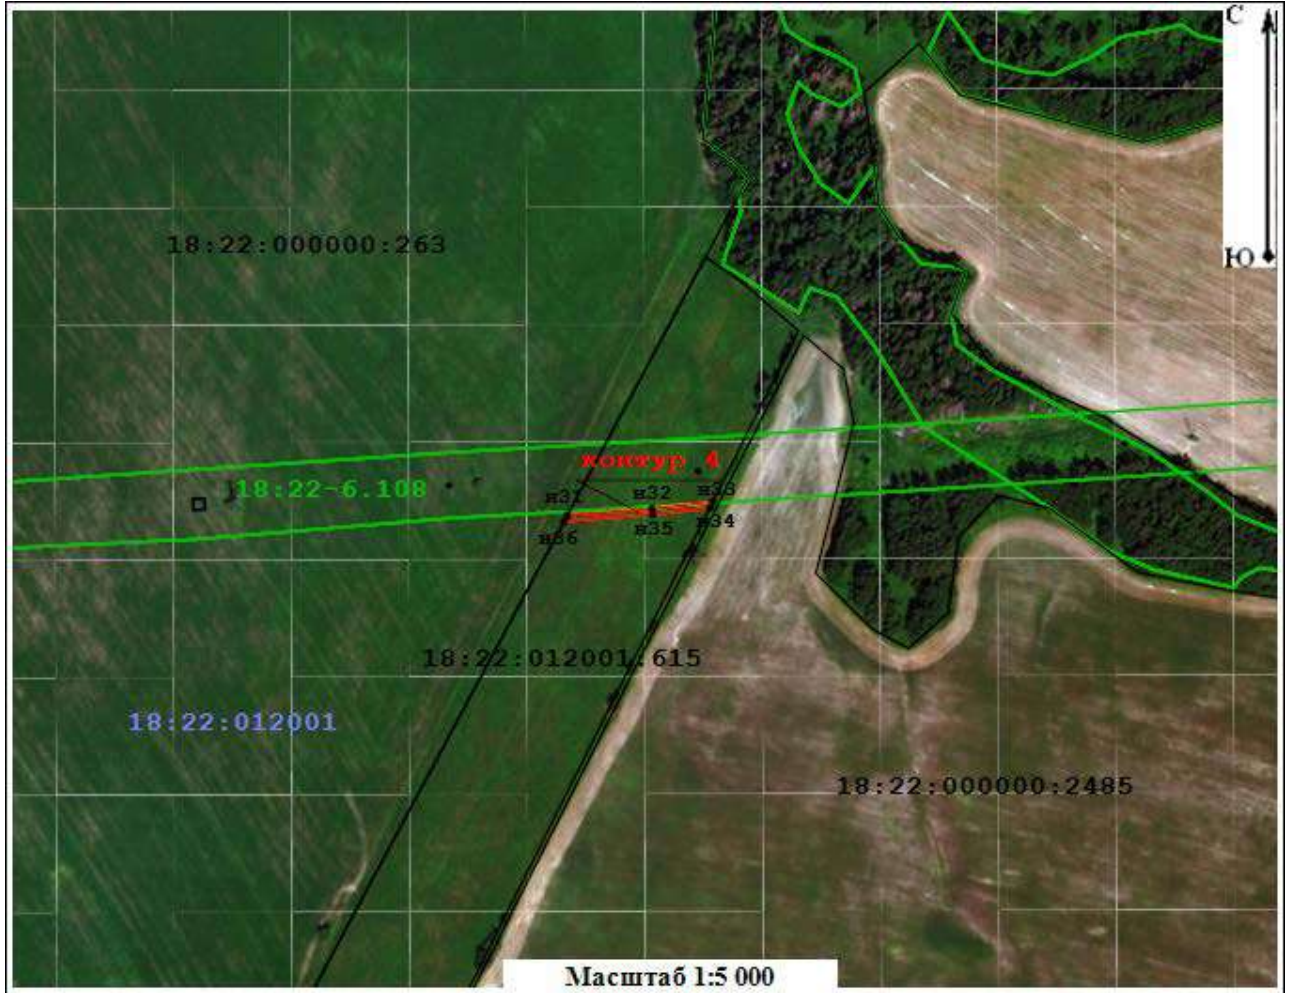 С
18:22:000000:263
Ю
контур 4
18:22-6.108
н31
н32
н33
н34
н35
н36
18:22:012001:615
18:22:012001
18:22:000000:2485
Масштаб 1:5 000